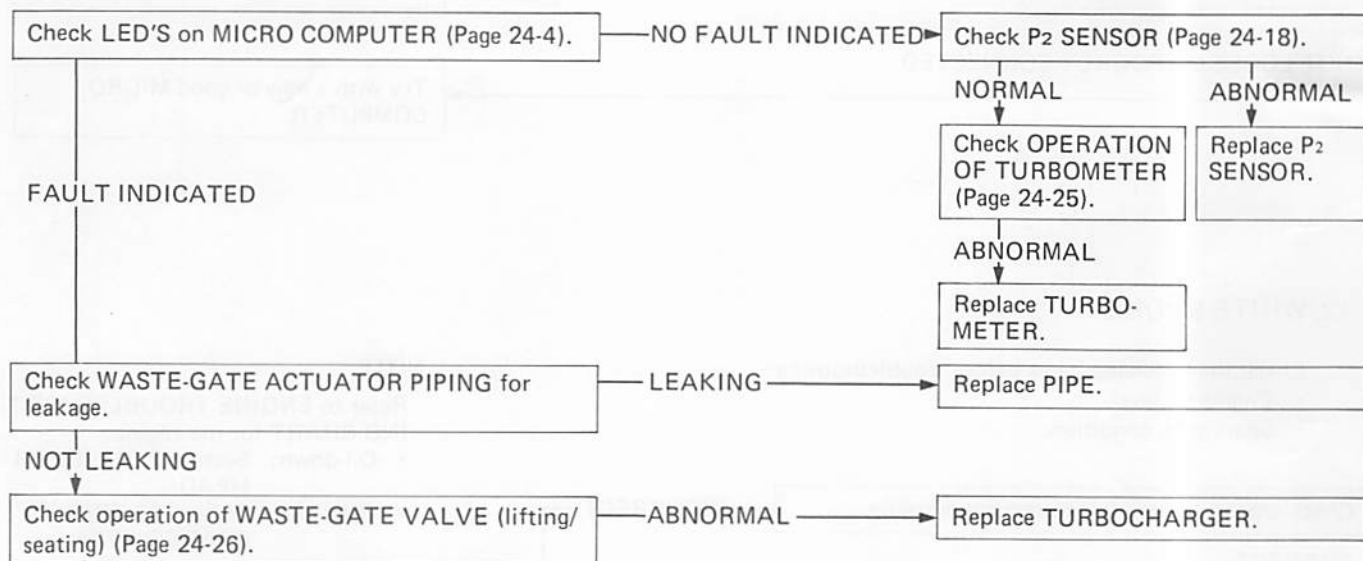 Check LED'S on MICRO COMPUTER (Page 24-4).
NO FAULT INDICATED
Check P2 SENSOR (Page 24-18).
NORMAL
ABNORMAL
Check OPERATION
OF TURBOMETER
(Page 24-25).
Replace P2
SENSOR.
FAULT INDICATED
ABNORMAL
Replace TURBO-
METER.
Check WASTE-GATE ACTUATOR PIPING for
leakage.
LEAKING
Replace PIPE.
NOT LEAKING
Check operation of WASTE-GATE VALVE (lifting/
seating) (Page 24-26).
ABNORMAL
Replace TURBOCHARGER.